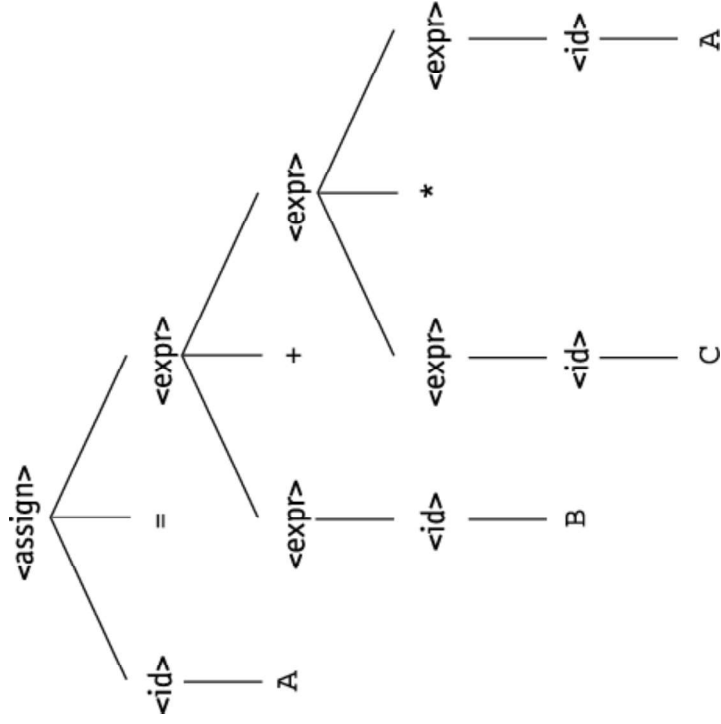 <assign>
<id> = <expr>
A <expr> + <expr>
<id> <expr> * <expr>
B <id> <id>
C A